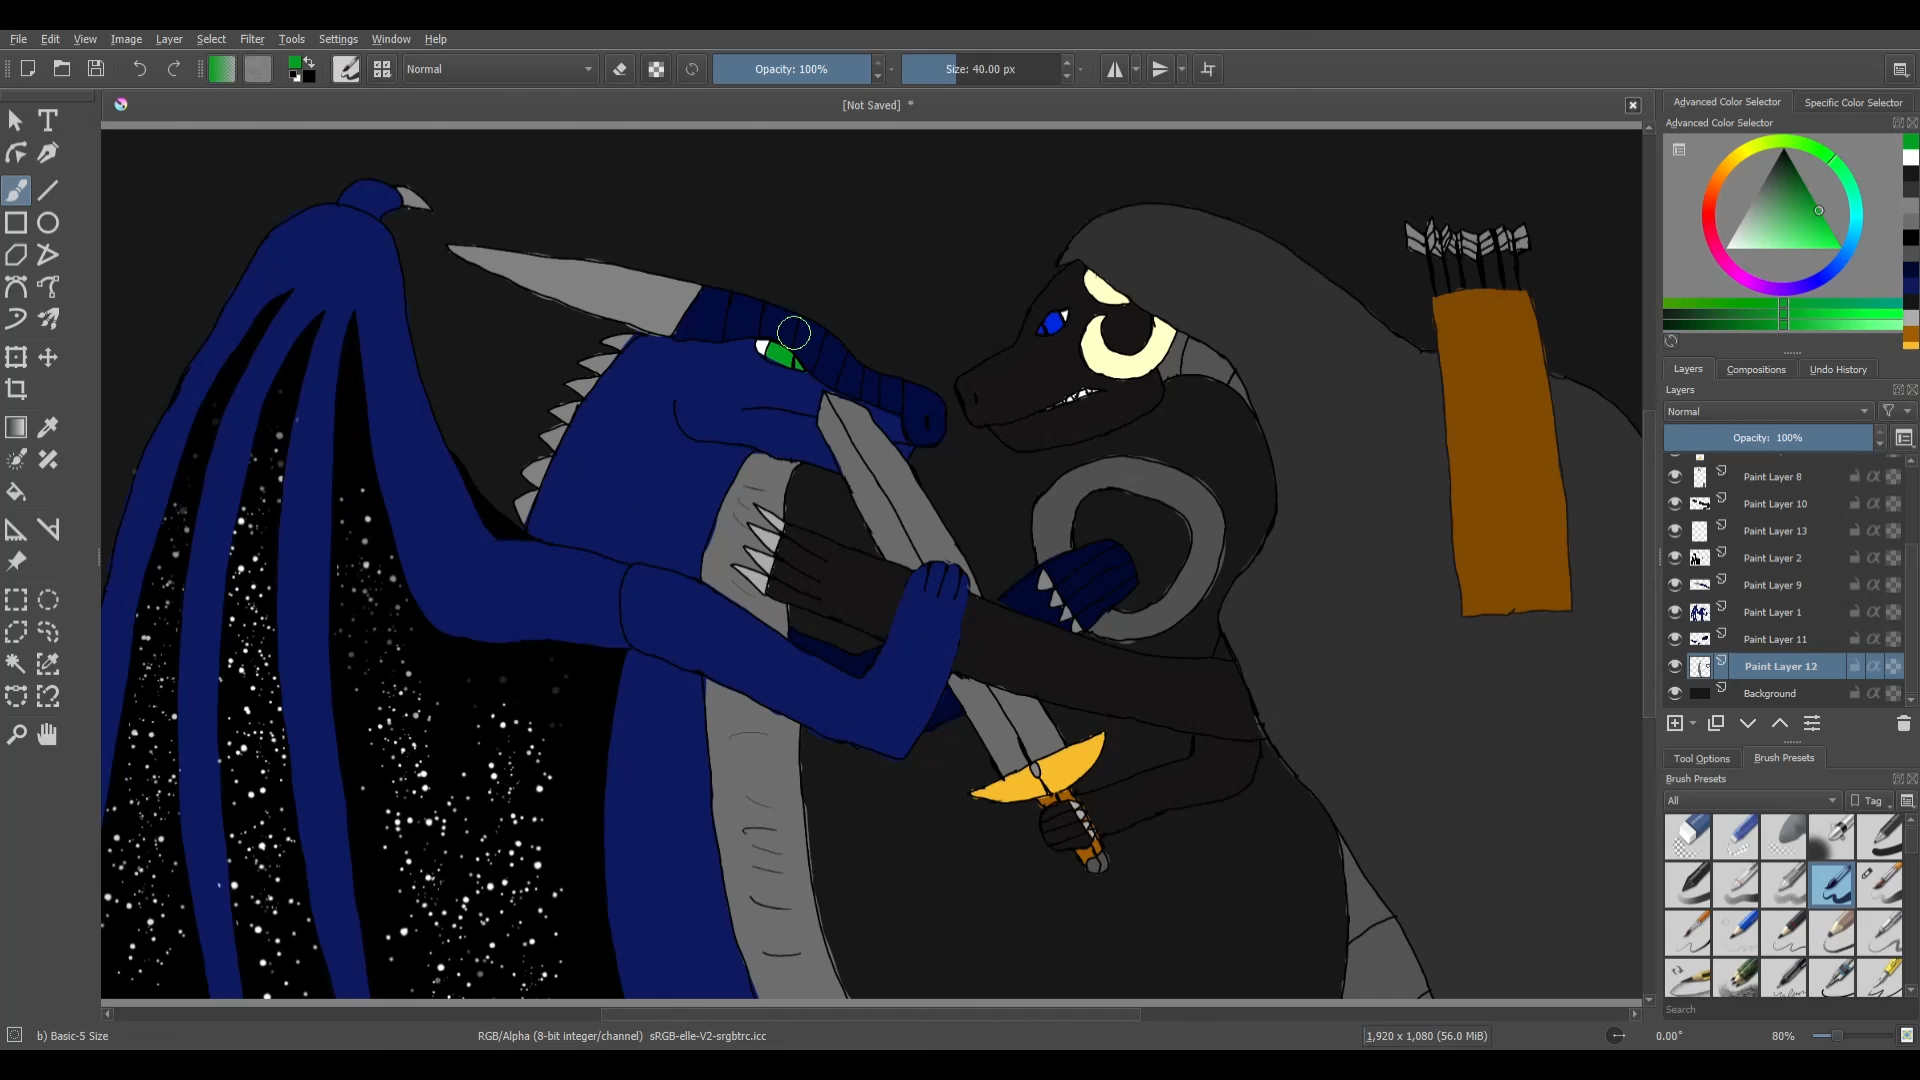 File Edit View Image Layer Select Filter Tools Settings Window Help
Normal Opacity: 100% Size: 40.00 px
[Not Saved] *
Advanced Color Selector Specific Color Selector
Advanced Color Selector
Layers Compositions Undo History
Layers
Normal
Opacity: 100%
Paint Layer 8
Paint Layer 10
Paint Layer 13
Paint Layer 2
Paint Layer 9
Paint Layer 1
Paint Layer 11
Paint Layer 12
Background
Tool Options Brush Presets
Brush Presets
All Tag
Search
b) Basic-5 Size RGB/Alpha (8-bit integer/channel) sRGB-elle-V2-srgbtrc.icc 1,920 x 1,080 (56.0 MiB) 0.00° 80%